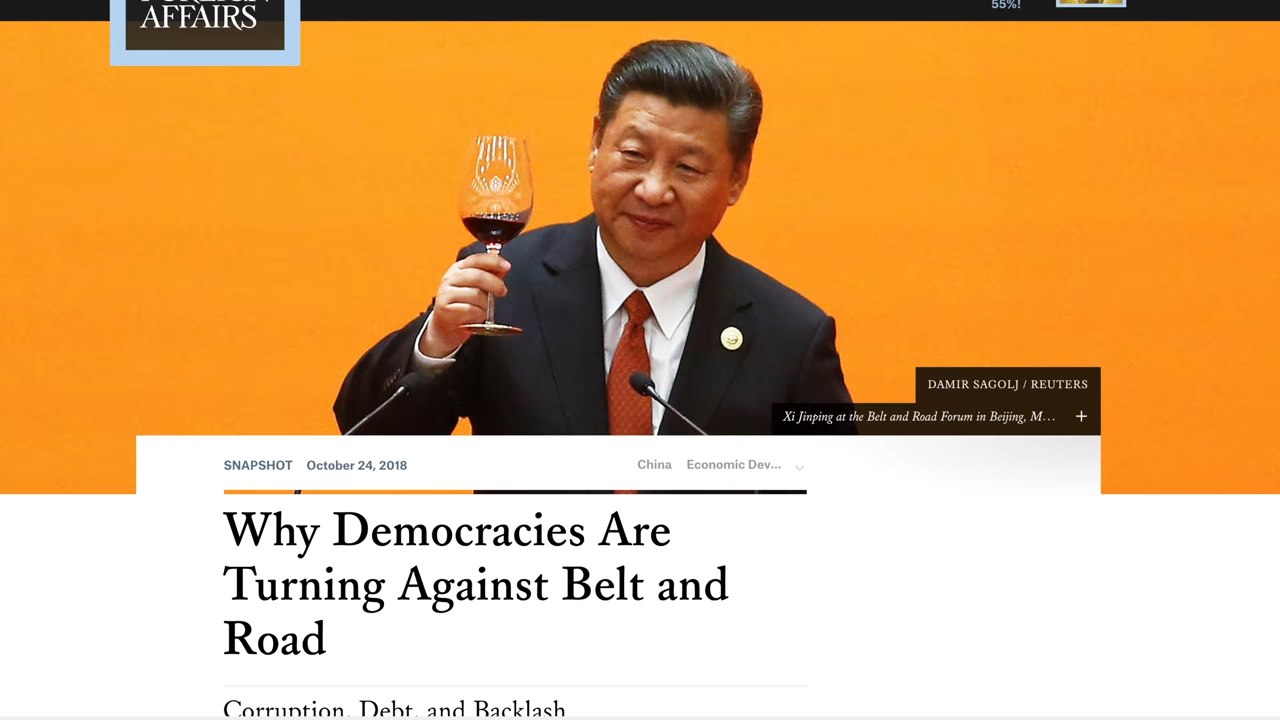 AFFAIRS
55%!
DAMIR SAGOLJ / REUTERS
Xi Jinping at the Belt and Road Forum in Beijing, M...
+
SNAPSHOT October 24, 2018
China Economic Dev...
Why Democracies Are
Turning Against Belt and
Road
Corruption, Debt, and Backlash